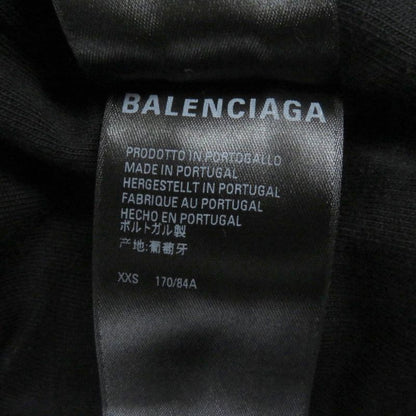 BALENCIAGA
PRODOTTO IN PORTOGALLO
MADE IN PORTUGAL
HERGESTELLT IN PORTUGAL
FABRIQUE AU PORTUGAL
HECHO EN PORTUGAL
ポルトガル製
产地:葡萄牙
XXS 170/84A